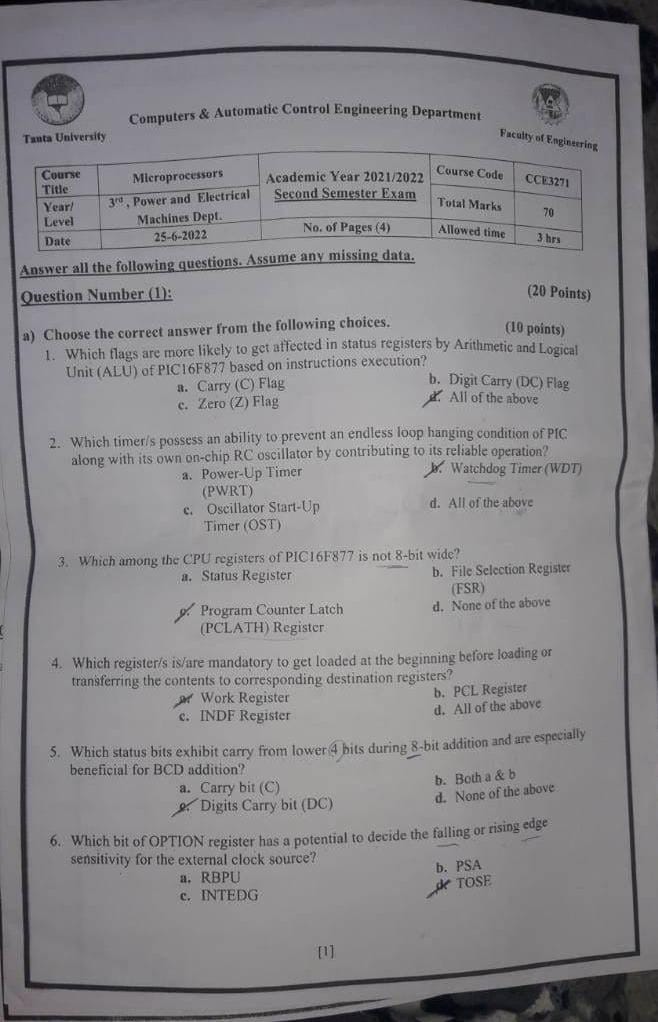 Computers & Automatic Control Engineering Department
Tanta University
Faculty of Engineering
Course Title
Microprocessors
Academic Year 2021/2022
Second Semester Exam
Course Code
CCE3271
Year/ Level
3rd , Power and Electrical Machines Dept.
Total Marks
70
Date
25-6-2022
No. of Pages (4)
Allowed time
3 hrs
Answer all the following questions. Assume any missing data.
Question Number (1):
(20 Points)
a) Choose the correct answer from the following choices.
(10 points)
1. Which flags are more likely to get affected in status registers by Arithmetic and Logical
Unit (ALU) of PIC16F877 based on instructions execution?
a. Carry (C) Flag
b. Digit Carry (DC) Flag
c. Zero (Z) Flag
d. All of the above
2. Which timer/s possess an ability to prevent an endless loop hanging condition of PIC
along with its own on-chip RC oscillator by contributing to its reliable operation?
a. Power-Up Timer
(PWRT)
b. Watchdog Timer (WDT)
c. Oscillator Start-Up
Timer (OST)
d. All of the above
3. Which among the CPU registers of PIC16F877 is not 8-bit wide?
a. Status Register
b. File Selection Register
(FSR)
c. Program Counter Latch
(PCLATH) Register
d. None of the above
4. Which register/s is/are mandatory to get loaded at the beginning before loading or
transferring the contents to corresponding destination registers?
a. Work Register
b. PCL Register
c. INDF Register
d. All of the above
5. Which status bits exhibit carry from lower 4 bits during 8-bit addition and are especially
beneficial for BCD addition?
a. Carry bit (C)
b. Both a & b
c. Digits Carry bit (DC)
d. None of the above
6. Which bit of OPTION register has a potential to decide the falling or rising edge
sensitivity for the external clock source?
a. RBPU
b. PSA
c. INTEDG
d. TOSE
[1]